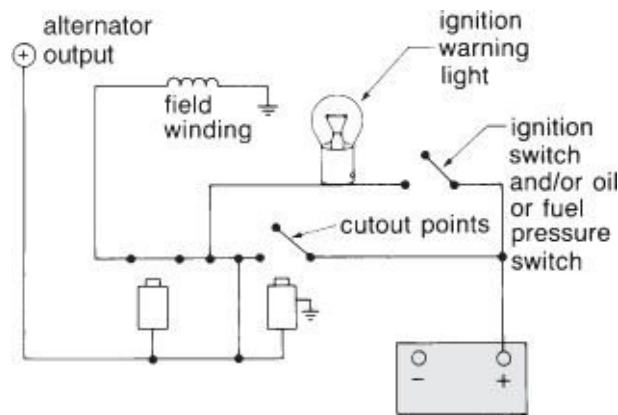 alternator
output
ignition
warning
light
field
winding
ignition
switch
and/or oil
or fuel
pressure
switch
cutout points
- +